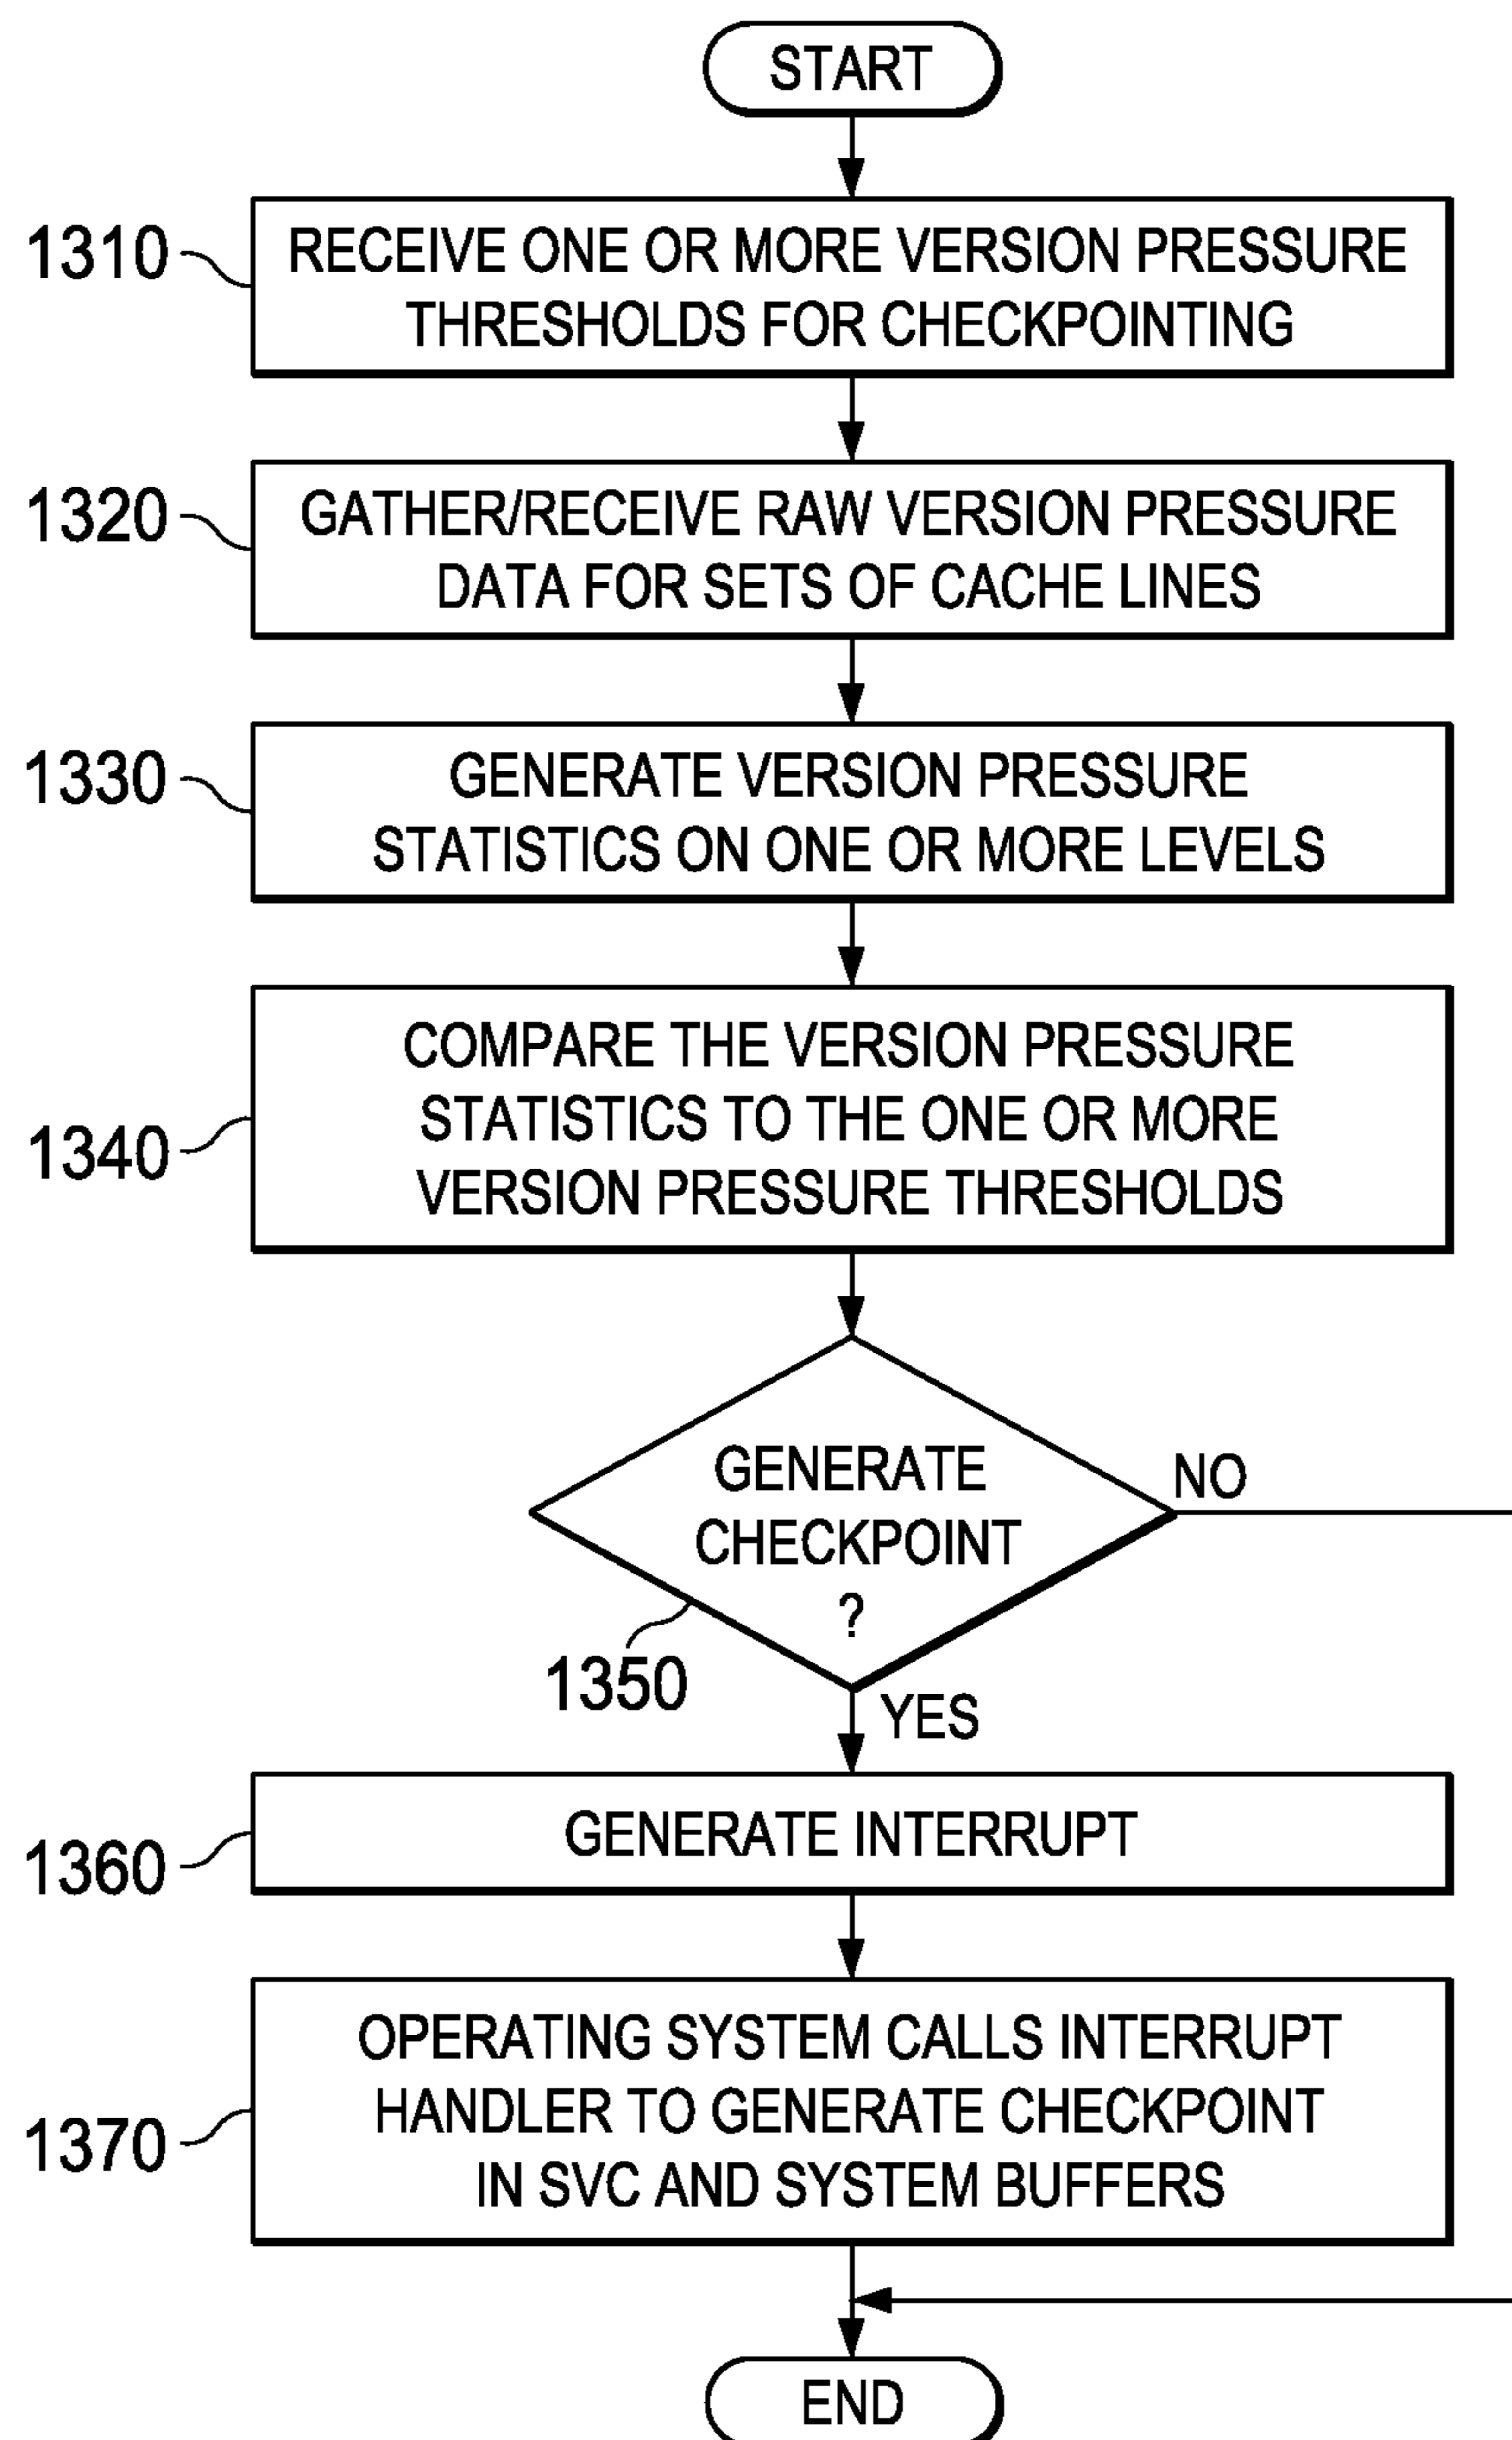 START
1310
RECEIVE ONE OR MORE VERSION PRESSURE
THRESHOLDS FOR CHECKPOINTING
1320
GATHER/RECEIVE RAW VERSION PRESSURE
DATA FOR SETS OF CACHE LINES
1330
GENERATE VERSION PRESSURE
STATISTICS ON ONE OR MORE LEVELS
1340
COMPARE THE VERSION PRESSURE
STATISTICS TO THE ONE OR MORE
VERSION PRESSURE THRESHOLDS
GENERATE
CHECKPOINT
?
NO
1350
YES
1360
GENERATE INTERRUPT
1370
OPERATING SYSTEM CALLS INTERRUPT
HANDLER TO GENERATE CHECKPOINT
IN SVC AND SYSTEM BUFFERS
END